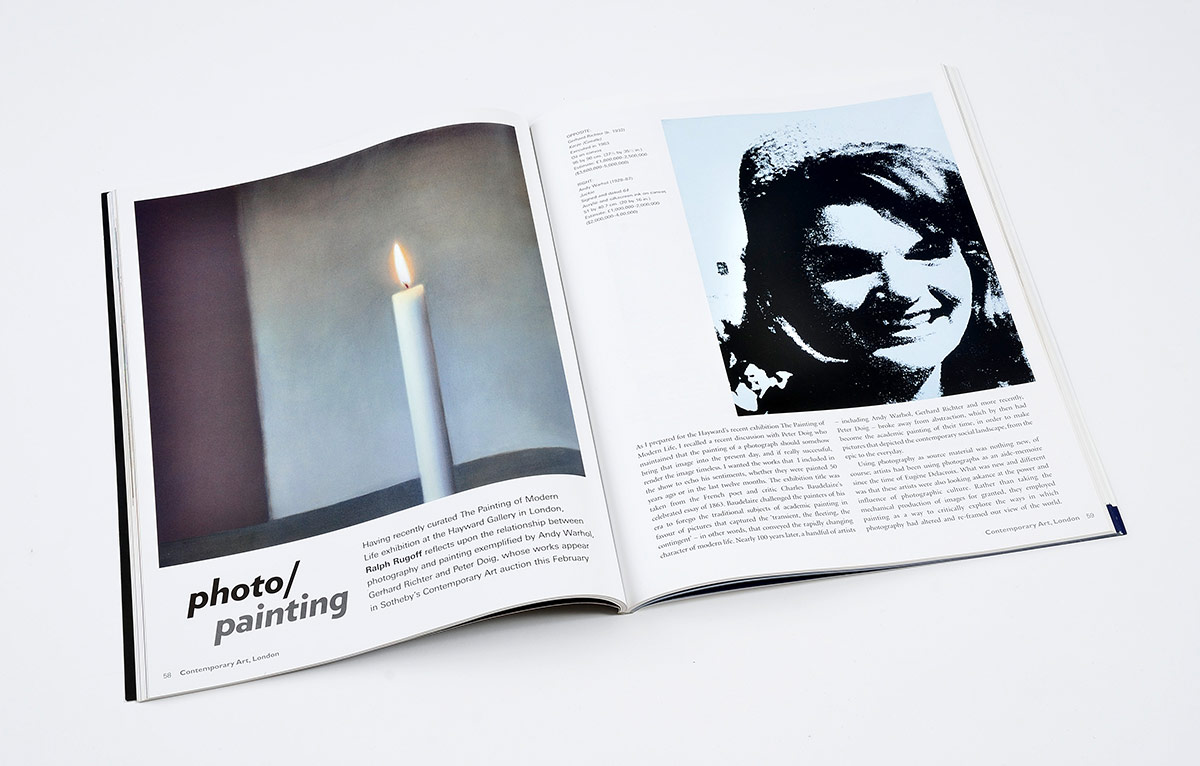 photo/
painting
Having recently curated The Painting of Modern
Life exhibition at the Hayward Gallery in London,
Ralph Rugoff reflects upon the relationship between
photography and painting exemplified by Andy Warhol,
Gerhard Richter and Peter Doig, whose works appear
in Sotheby's Contemporary Art auction this February
58 Contemporary Art, London
OPPOSITE:
Gerhard Richter (b. 1932)
Kerze (Candle)
Executed in 1983
Oil on canvas
Estimate: £1,800,000–2,500,000
RIGHT:
Andy Warhol (1928–87)
Jackie
Signed and dated 64
Acrylic and silkscreen ink on canvas
51 by 40.7 cm. (20 by 16 in.)
As I prepared for the Hayward's recent exhibition The Painting of
Modern Life, I recalled a recent discussion with Peter Doig who
maintained that the painting of a photograph should somehow
bring that image into the present day, and if really successful,
render the image timeless. I wanted the works that I included in
the show to echo his sentiments, whether they were painted 50
years ago or in the last twelve months. The exhibition title was
taken from the French poet and critic Charles Baudelaire's
celebrated essay of 1863. Baudelaire challenged the painters of his
era to forego the traditional subjects of academic painting in
favour of pictures that captured the 'transient, the fleeting, the
contingent' – in other words, that conveyed the rapidly changing
character of modern life. Nearly 100 years later, a handful of artists
– including Andy Warhol, Gerhard Richter and more recently,
Peter Doig – broke away from abstraction, which by then had
become the academic painting of their time, in order to make
pictures that depicted the contemporary social landscape, from the
epic to the everyday.
Using photography as source material was nothing new, of
course; artists had been using photographs as an aide-memoire
since the time of Eugene Delacroix. What was new and different
was that these artists were also looking askance at the power and
influence of photographic culture. Rather than taking the
mechanical production of images for granted, they employed
painting as a way to critically explore the ways in which
photography had altered and re-framed our view of the world.
Contemporary Art, London 59